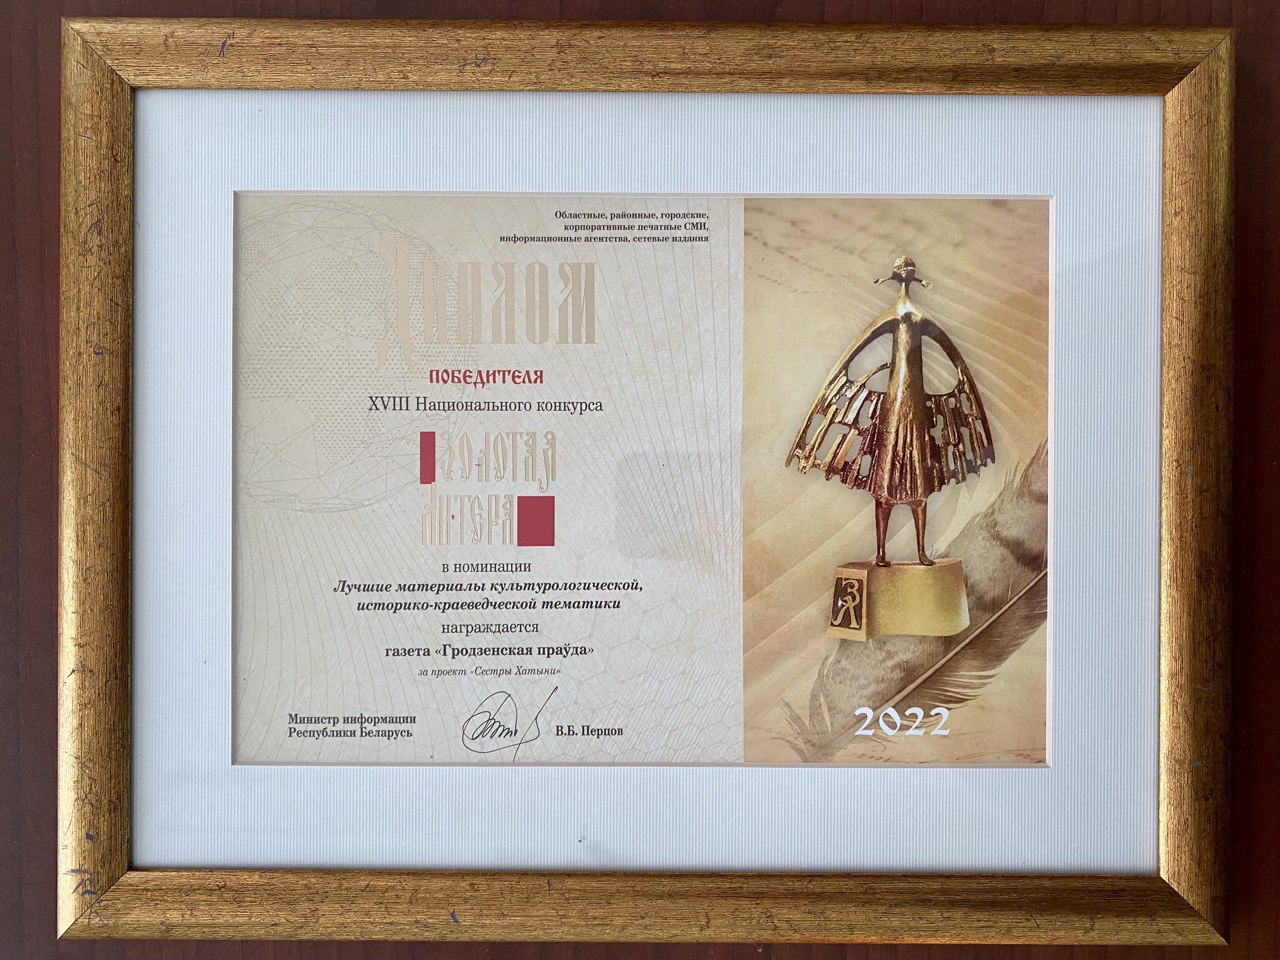 Областные, районные, городские,
корпоративные печатные СМИ,
информационные агентства, сетевые издания
Диплом
ПОБЕДИТЕЛЯ
XVIII Национального конкурса
ЗОЛОТАЯ
ЛИТЕРА
в номинации
Лучшие материалы культурологической,
историко-краеведческой тематики
награждается
газета «Гродзенская праўда»
за проект «Сестры Хатыни»
Министр информации
Республики Беларусь
В.Б. Перцов
ЗЛ
2022